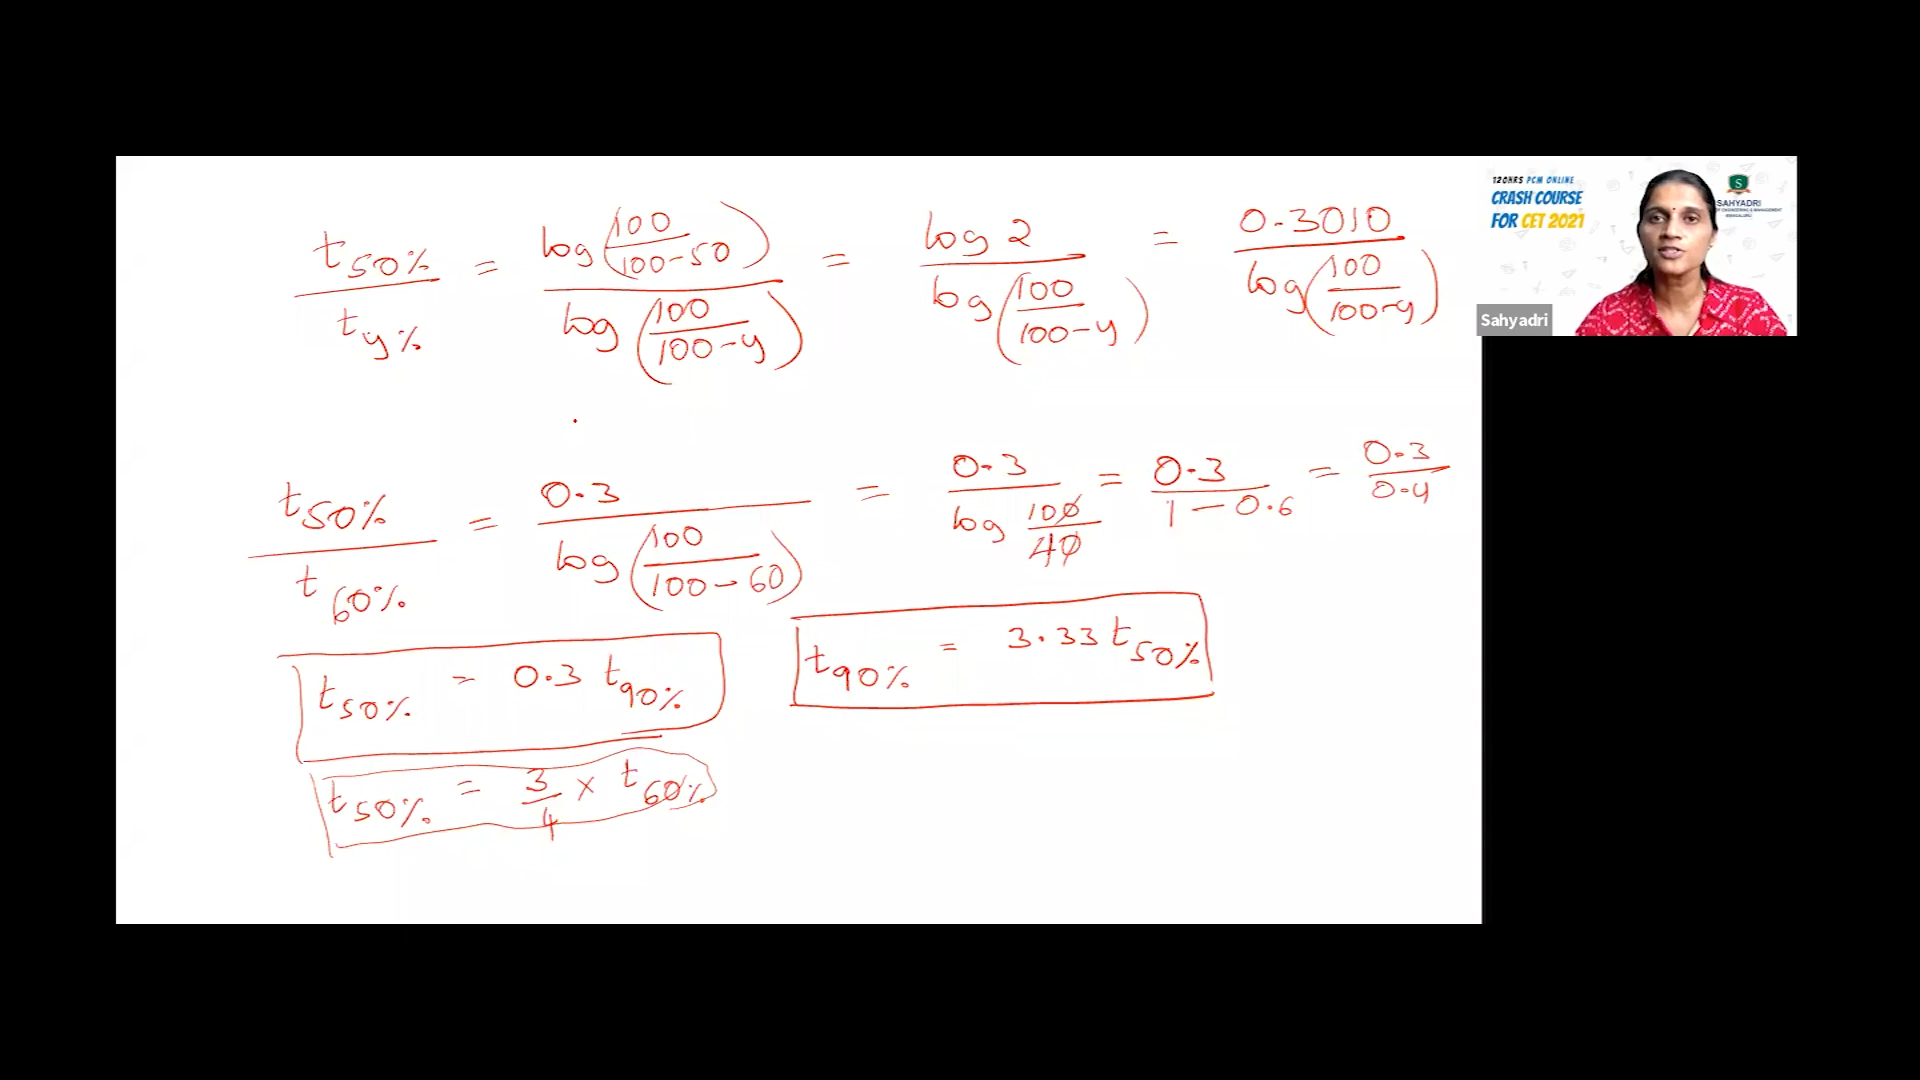 t50% / ty% = log(100/100-50) / log(100/100-y) = log 2 / log(100/100-y) = 0.3010 / log(100/100-y)
120HRS PCM ONLINE
CRASH COURSE
FOR CET 2021
S
SAHYADRI
Sahyadri
t50% / t60% = 0.3 / log(100/100-60) = 0.3 / log 100/40 = 0.3 / 1-0.6 = 0.3 / 0.4
t50% = 0.3 t90%
t90% = 3.33 t50%
t50% = 3/4 × t60%